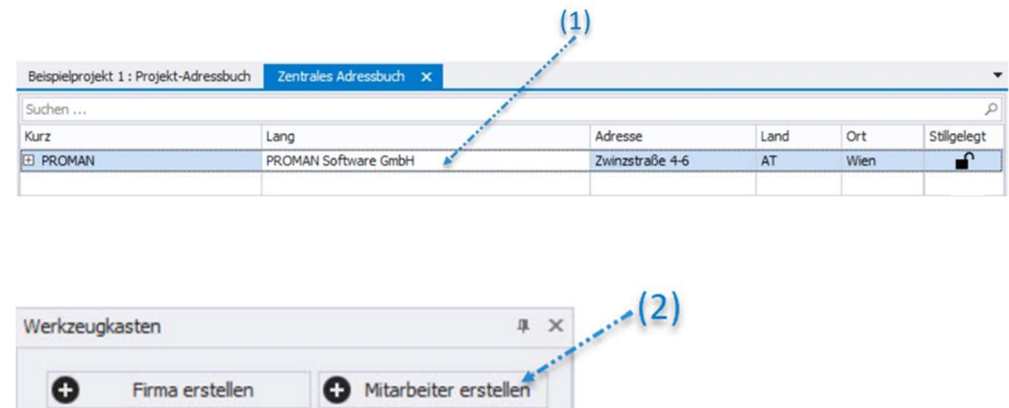 (1)
Beispielprojekt 1 : Projekt-Adressbuch Zentrales Adressbuch
Suchen ...
Kurz Lang Adresse Land Ort Stillgelegt
PROMAN PROMAN Software GmbH Zwinzstraße 4-6 AT Wien
(2)
Werkzeugkasten
Firma erstellen Mitarbeiter erstellen